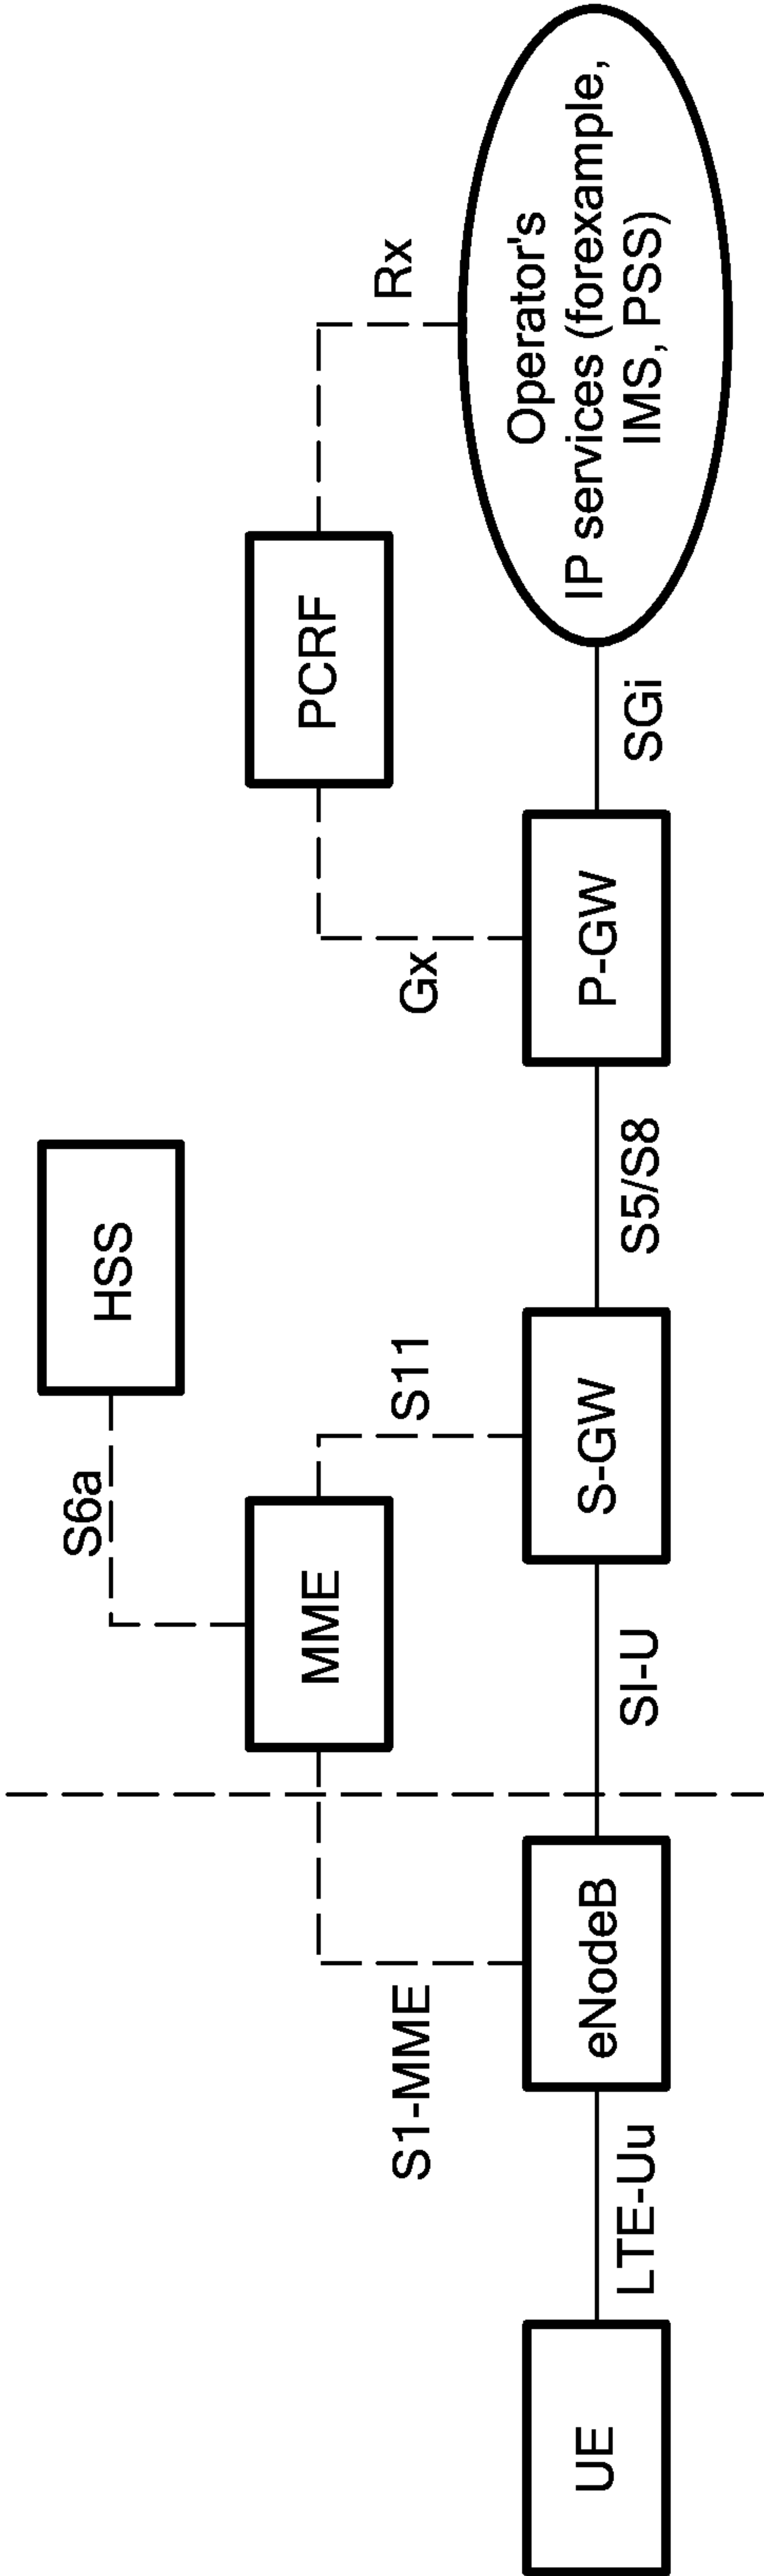 HSS
S6a
MME
PCRF
S1-MME
S11
Gx
Rx
UE
LTE-Uu
eNodeB
SI-U
S-GW
S5/S8
P-GW
SGi
Operator's
IP services (forexample,
IMS, PSS)